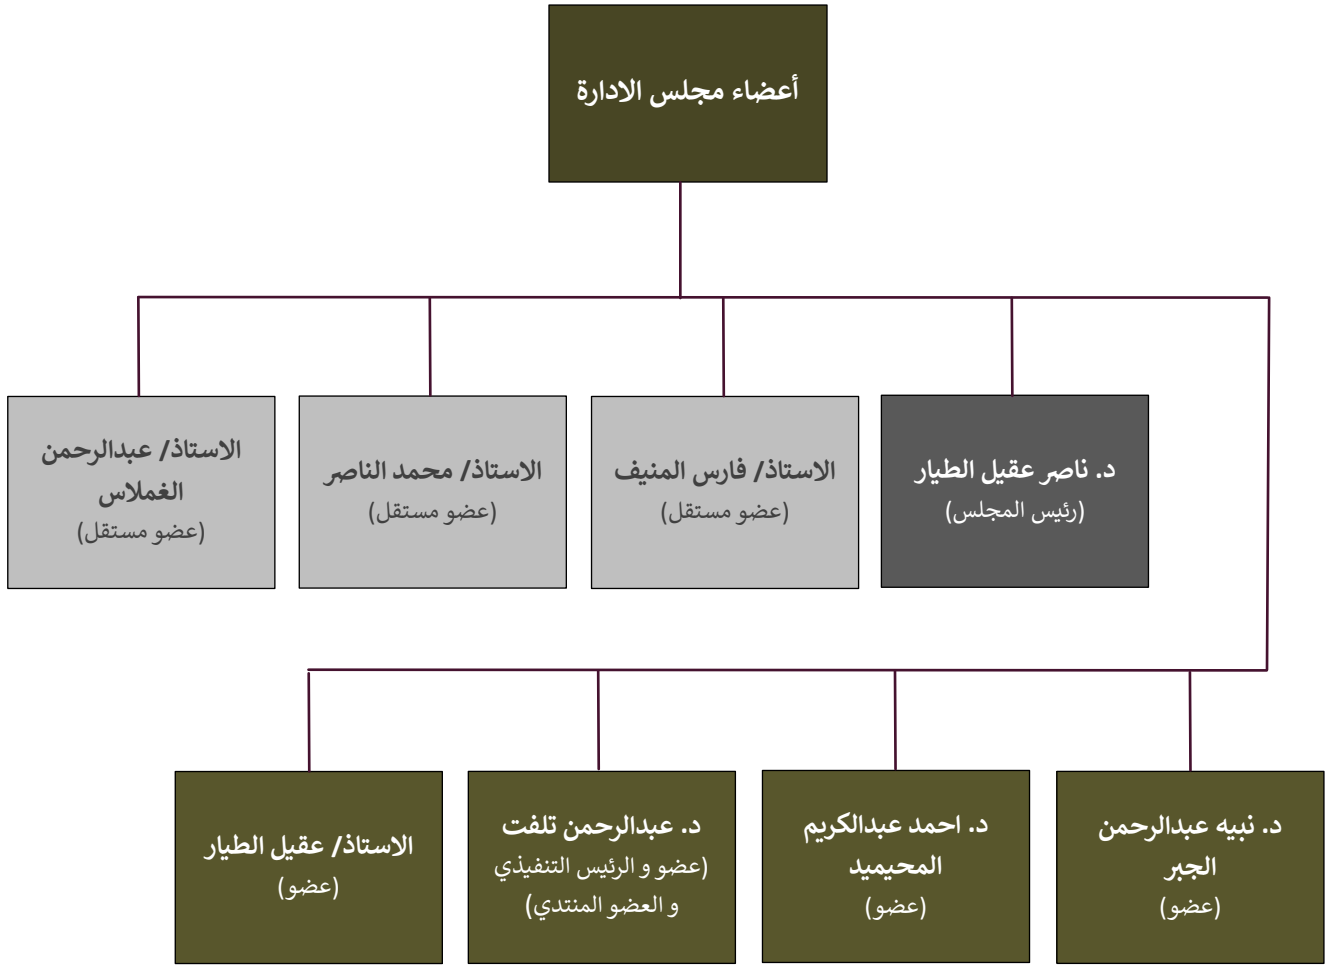 أعضاء مجلس الادارة
د. ناصر عقيل الطيار
(رئيس المجلس)
الاستاذ/ فارس المنيف
(عضو مستقل)
الاستاذ/ محمد الناصر
(عضو مستقل)
الاستاذ/ عبدالرحمن
الغملاس
(عضو مستقل)
د. نبيه عبدالرحمن
الجبر
(عضو)
د. احمد عبدالكريم
المحيميد
(عضو)
د. عبدالرحمن تلفت
(عضو و الرئيس التنفيذي
و العضو المنتدي)
الاستاذ/ عقيل الطيار
(عضو)